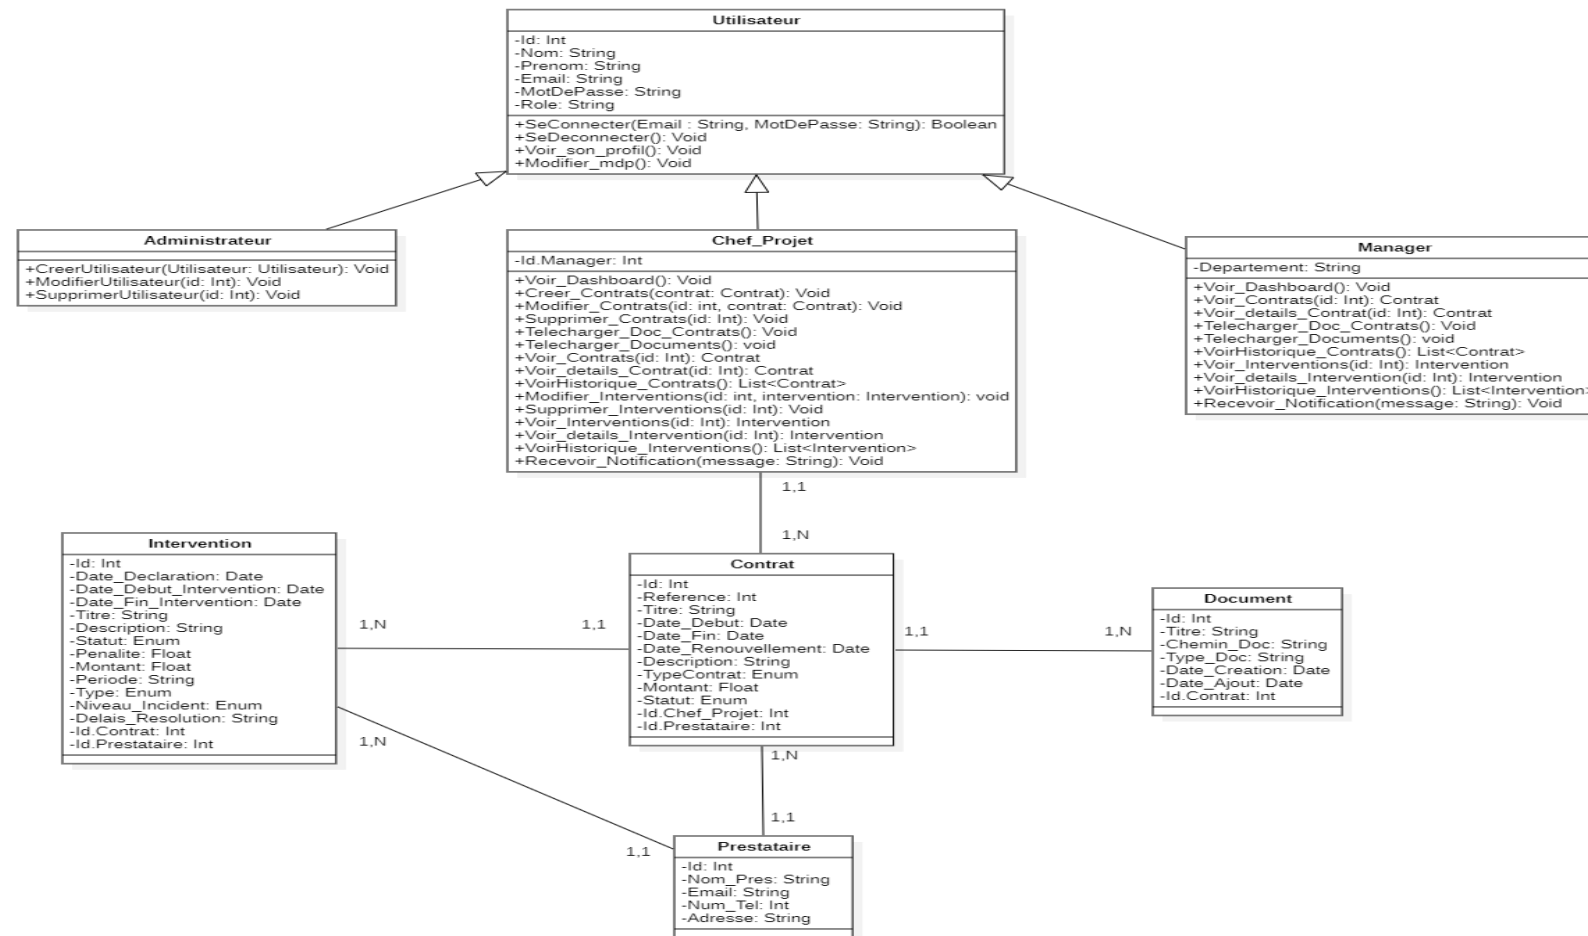 Utilisateur
-Id: Int
-Nom: String
-Prenom: String
-Email: String
-MotDePasse: String
-Role: String
+SeConnecter(Email : String, MotDePasse: String): Boolean
+SeDeconnecter(): Void
+Voir_son_profil(): Void
+Modifier_mdp(): Void
Administrateur
+CreerUtilisateur(Utilisateur: Utilisateur): Void
+ModifierUtilisateur(id: Int): Void
+SupprimerUtilisateur(id: Int): Void
Chef_Projet
-Id.Manager: Int
+Voir_Dashboard(): Void
+Creer_Contrats(contrat: Contrat): Void
+Modifier_Contrats(id: int, contrat: Contrat): Void
+Supprimer_Contrats(id: Int): Void
+Telecharger_Doc_Contrats(): Void
+Telecharger_Documents(): void
+Voir_Contrats(id: Int): Contrat
+Voir_details_Contrat(id: Int): Contrat
+VoirHistorique_Contrats(): List<Contrat>
+Modifier_Interventions(id: int, intervention: Intervention): void
+Supprimer_Interventions(id: Int): Void
+Voir_Interventions(id: Int): Intervention
+Voir_details_Intervention(id: Int): Intervention
+VoirHistorique_Interventions(): List<Intervention>
+Recevoir_Notification(message: String): Void
Manager
-Departement: String
+Voir_Dashboard(): Void
+Voir_Contrats(id: Int): Contrat
+Voir_details_Contrat(id: Int): Contrat
+Telecharger_Doc_Contrats(): Void
+Telecharger_Documents(): void
+VoirHistorique_Contrats(): List<Contrat>
+Voir_Interventions(id: Int): Intervention
+Voir_details_Intervention(id: Int): Intervention
+VoirHistorique_Interventions(): List<Intervention>
+Recevoir_Notification(message: String): Void
1,1
1,N
Intervention
-Id: Int
-Date_Declaration: Date
-Date_Debut_Intervention: Date
-Date_Fin_Intervention: Date
-Titre: String
-Description: String
-Statut: Enum
-Penalite: Float
-Montant: Float
-Periode: String
-Type: Enum
-Niveau_Incident: Enum
-Delais_Resolution: String
-Id.Contrat: Int
-Id.Prestataire: Int
1,N
1,1
Contrat
-Id: Int
-Reference: Int
-Titre: String
-Date_Debut: Date
-Date_Fin: Date
-Date_Renouvellement: Date
-Description: String
-TypeContrat: Enum
-Montant: Float
-Statut: Enum
-Id.Chef_Projet: Int
-Id.Prestataire: Int
1,1
1,N
Document
-Id: Int
-Titre: String
-Chemin_Doc: String
-Type_Doc: String
-Date_Creation: Date
-Date_Ajout: Date
-Id.Contrat: Int
1,N
1,N
1,1
1,1
Prestataire
-Id: Int
-Nom_Pres: String
-Email: String
-Num_Tel: Int
-Adresse: String